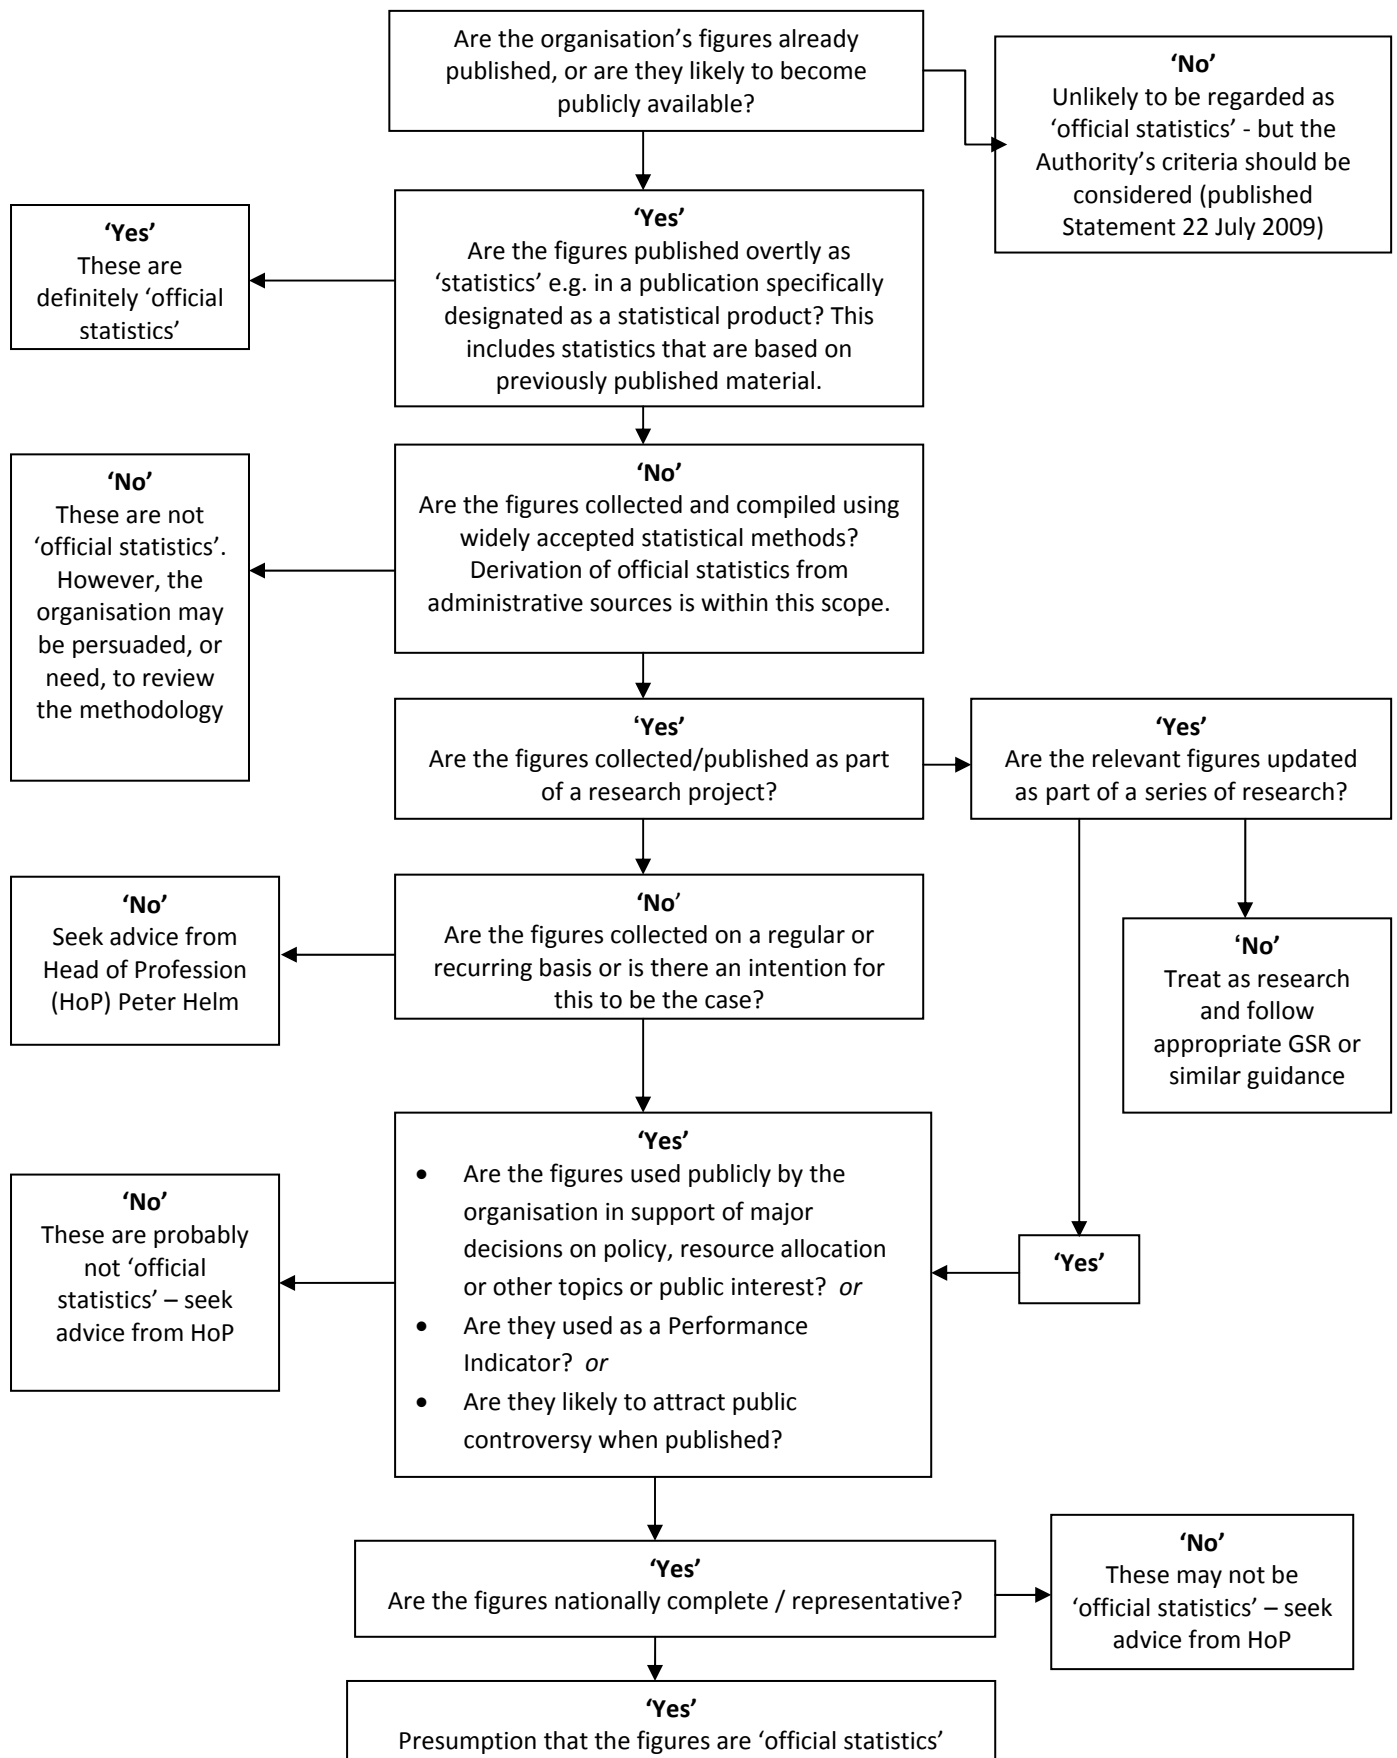 Are the organisation’s figures already
published, or are they likely to become
publicly available?
‘No’
Unlikely to be regarded as
‘official statistics’ - but the
Authority’s criteria should be
considered (published
Statement 22 July 2009)
‘Yes’
Are the figures published overtly as
‘statistics’ e.g. in a publication specifically
designated as a statistical product? This
includes statistics that are based on
previously published material.
‘Yes’
These are
definitely ‘official
statistics’
‘No’
Are the figures collected and compiled using
widely accepted statistical methods?
Derivation of official statistics from
administrative sources is within this scope.
‘No’
These are not
‘official statistics’.
However, the
organisation may
be persuaded, or
need, to review
the methodology
‘Yes’
Are the figures collected/published as part
of a research project?
‘Yes’
Are the relevant figures updated
as part of a series of research?
‘No’
Are the figures collected on a regular or
recurring basis or is there an intention for
this to be the case?
‘No’
Seek advice from
Head of Profession
(HoP) Peter Helm
‘No’
Treat as research
and follow
appropriate GSR or
similar guidance
‘Yes’
• Are the figures used publicly by the
organisation in support of major
decisions on policy, resource allocation
or other topics or public interest? or
• Are they used as a Performance
Indicator? or
• Are they likely to attract public
controversy when published?
‘No’
These are probably
not ‘official
statistics’ – seek
advice from HoP
‘Yes’
‘Yes’
Are the figures nationally complete / representative?
‘No’
These may not be
‘official statistics’ – seek
advice from HoP
‘Yes’
Presumption that the figures are ‘official statistics’